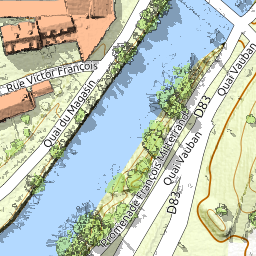 Rue Victor François
Quai du Magasin
D83
Quai Vauban
Promenade François Mitterrand
Quai Vauban
D83